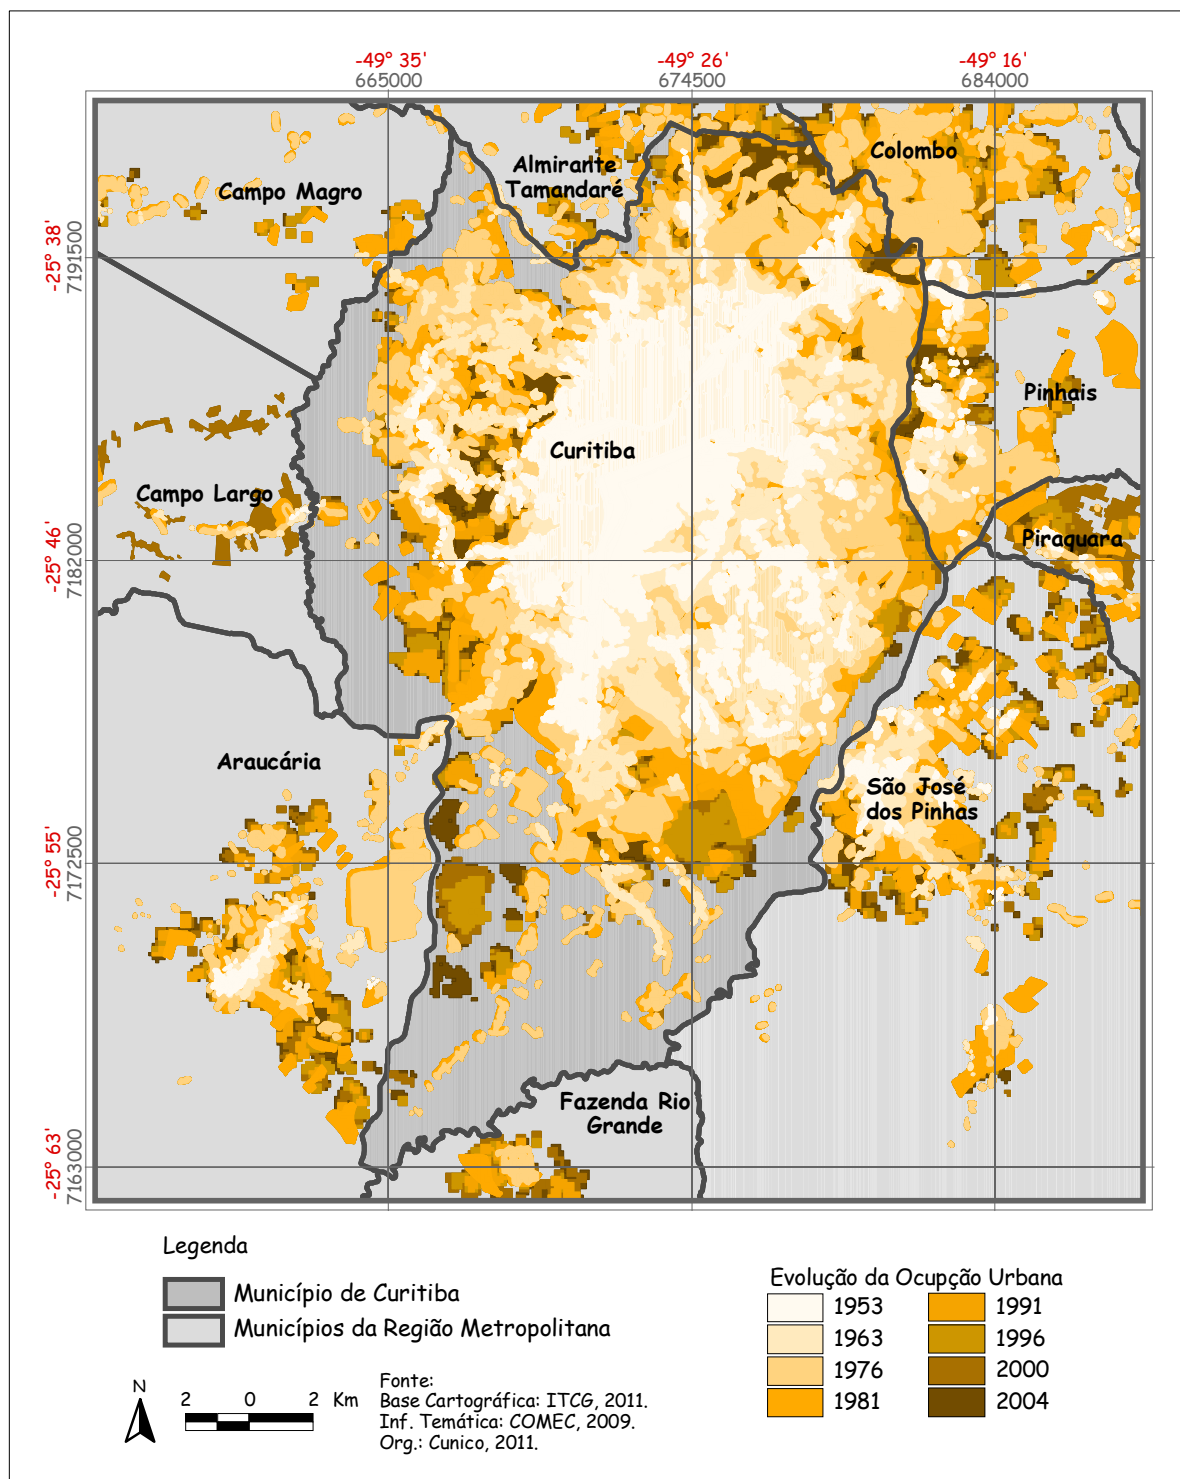 -49° 35' -49° 26' -49° 16'
665000 674500 684000
-25° 38'
7191500
-25° 46'
7182000
-25° 55'
7172500
-25° 63'
7163000
Colombo
Almirante
Tamandaré
Campo Magro
Pinhais
Curitiba
Campo Largo
Piraquara
Araucária
São José
dos Pinhas
Fazenda Rio
Grande
Legenda
Município de Curitiba
Municípios da Região Metropolitana
Evolução da Ocupção Urbana
1953 1991
1963 1996
1976 2000
1981 2004
N
2 0 2 Km
Fonte:
Base Cartográfica: ITCG, 2011.
Inf. Temática: COMEC, 2009.
Org.: Cunico, 2011.